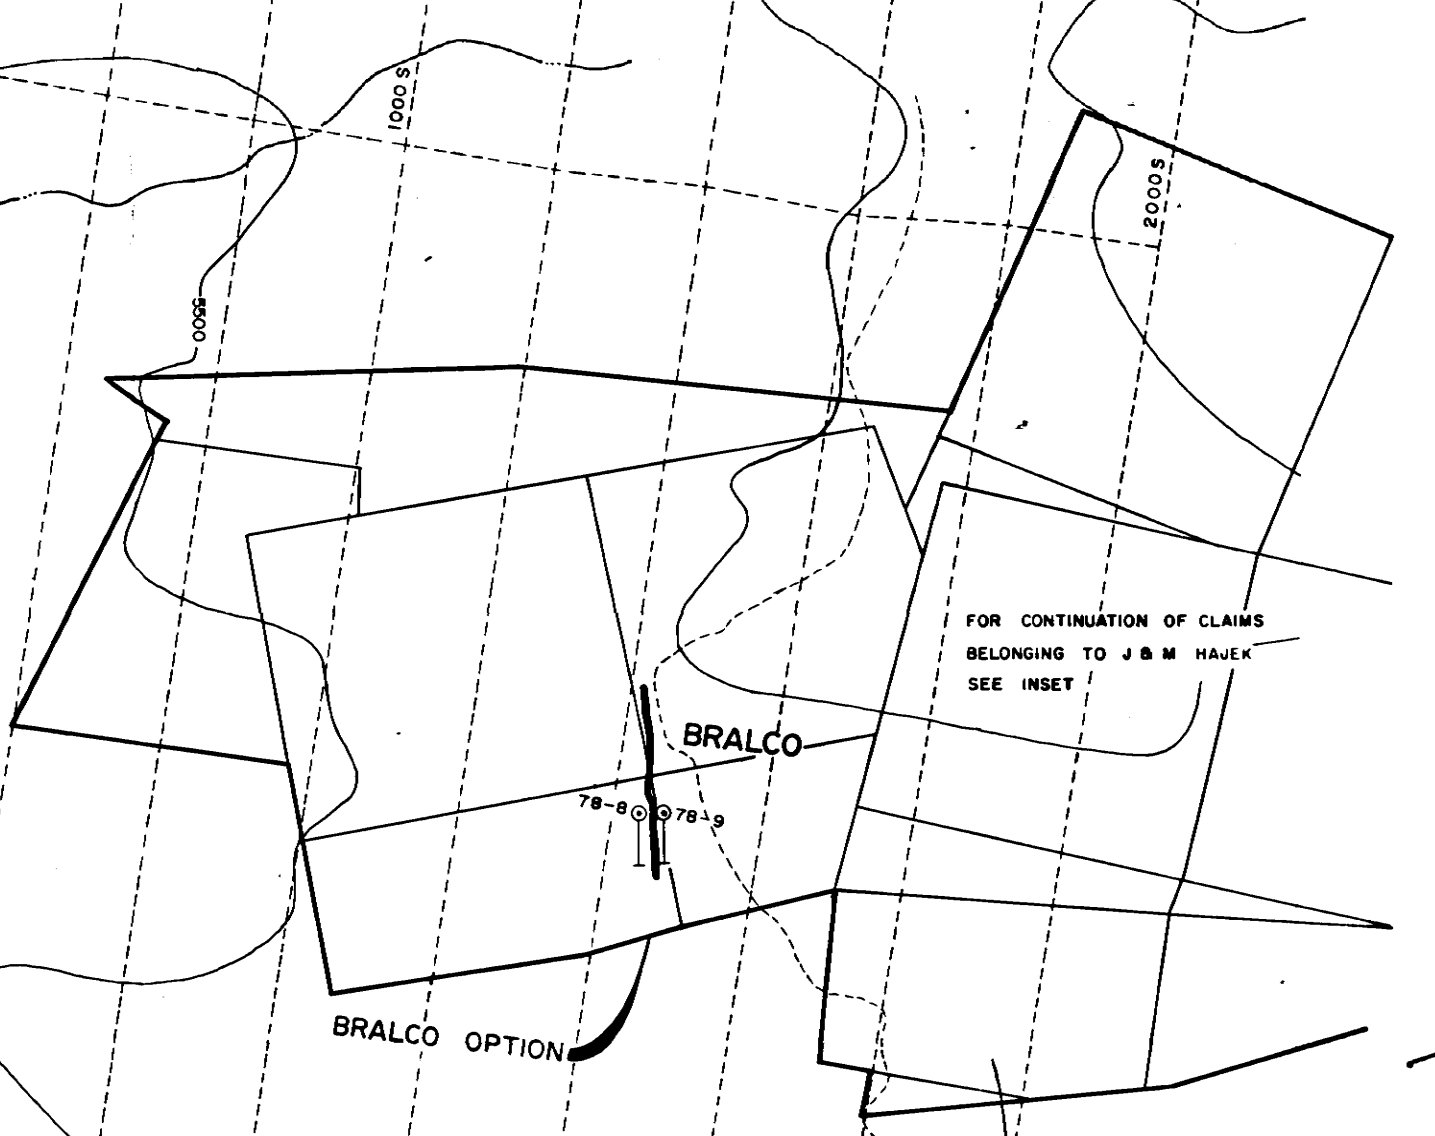 1000 S
2000 S
5500
FOR CONTINUATION OF CLAIMS
BELONGING TO J & M HAJEK
SEE INSET
BRALCO
78-8
78-9
BRALCO OPTION